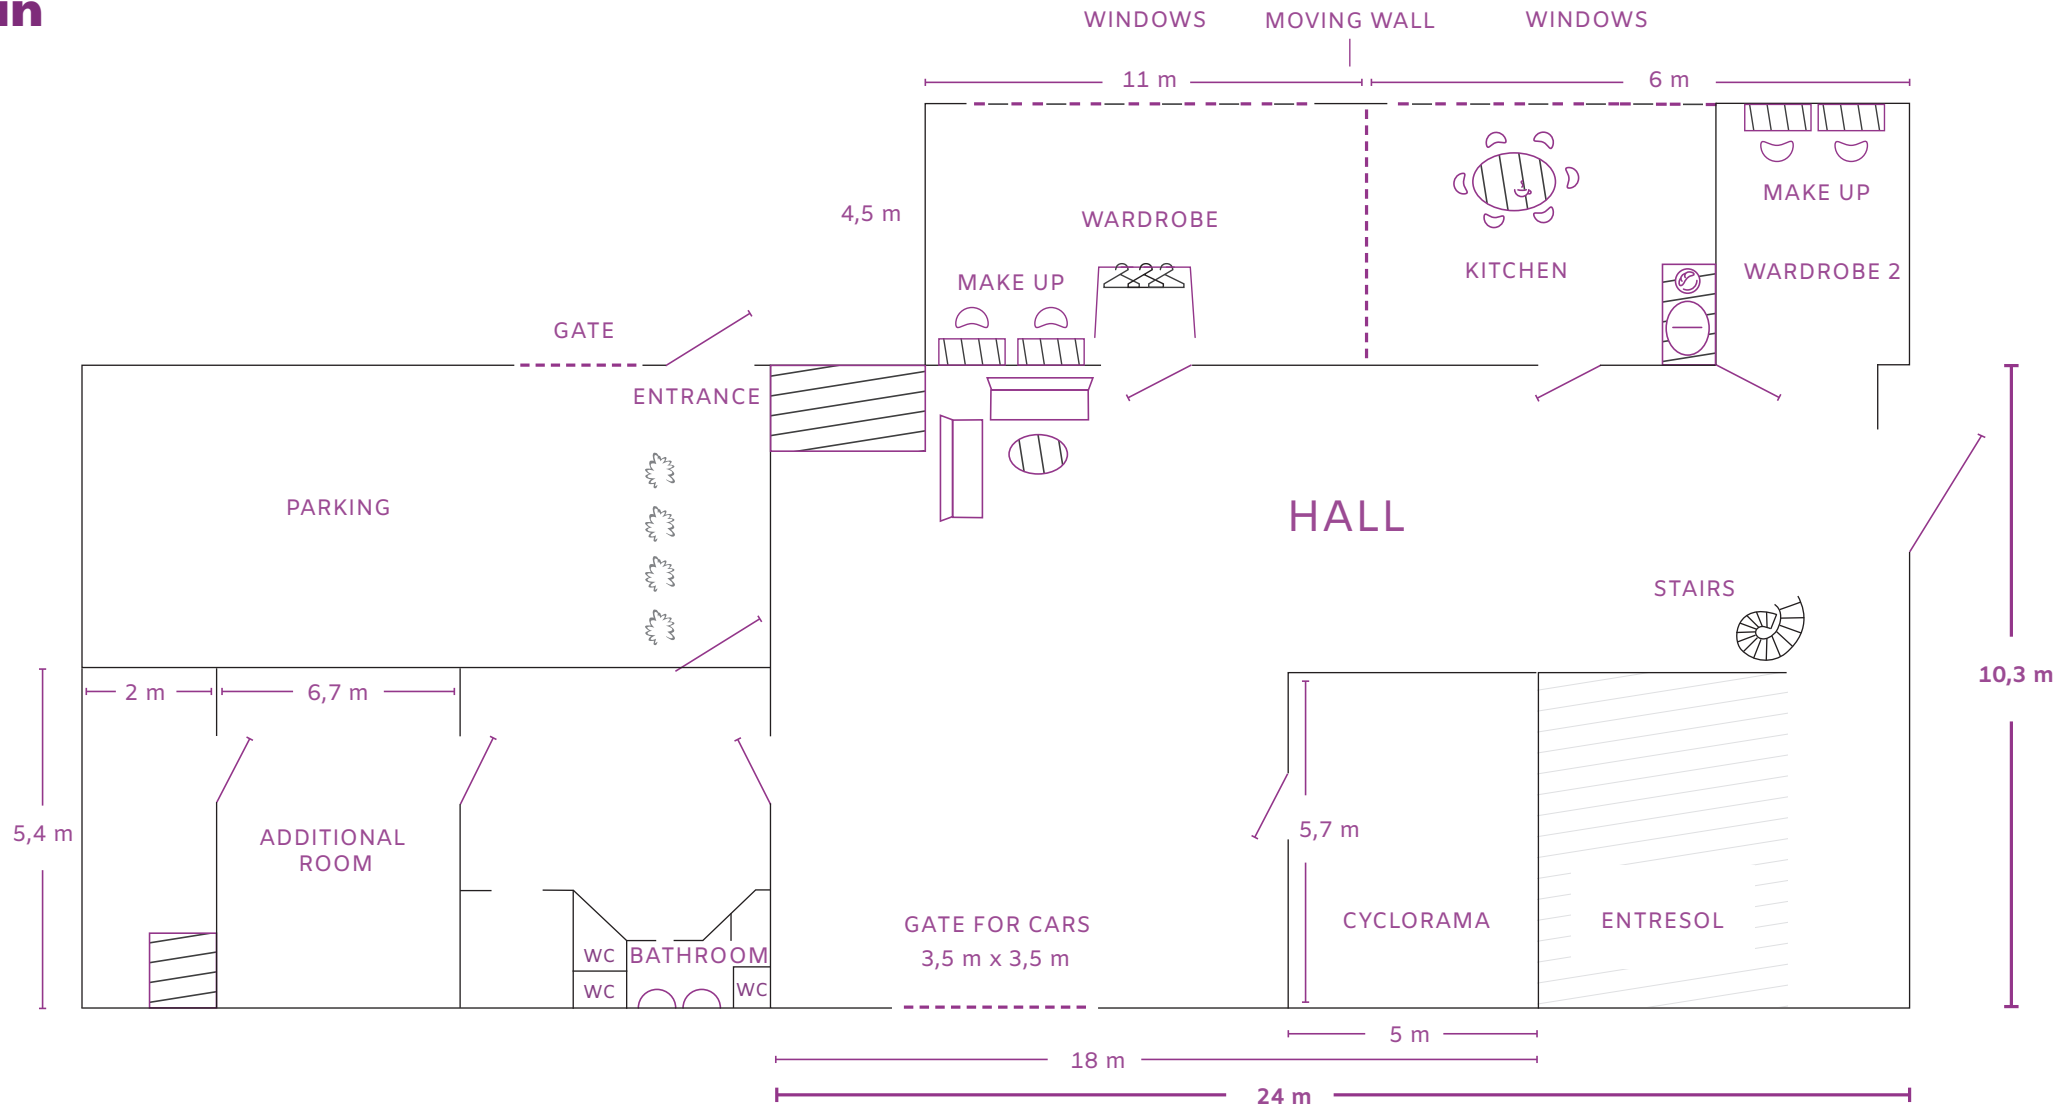 WINDOWS
MOVING WALL
WINDOWS
11 m
6 m
MAKE UP
4,5 m
WARDROBE
KITCHEN
WARDROBE 2
MAKE UP
GATE
ENTRANCE
PARKING
HALL
STAIRS
10,3 m
2 m
6,7 m
5,4 m
ADDITIONAL
ROOM
5,7 m
GATE FOR CARS
3,5 m x 3,5 m
CYCLORAMA
ENTRESOL
WC
BATHROOM
WC
WC
5 m
18 m
24 m